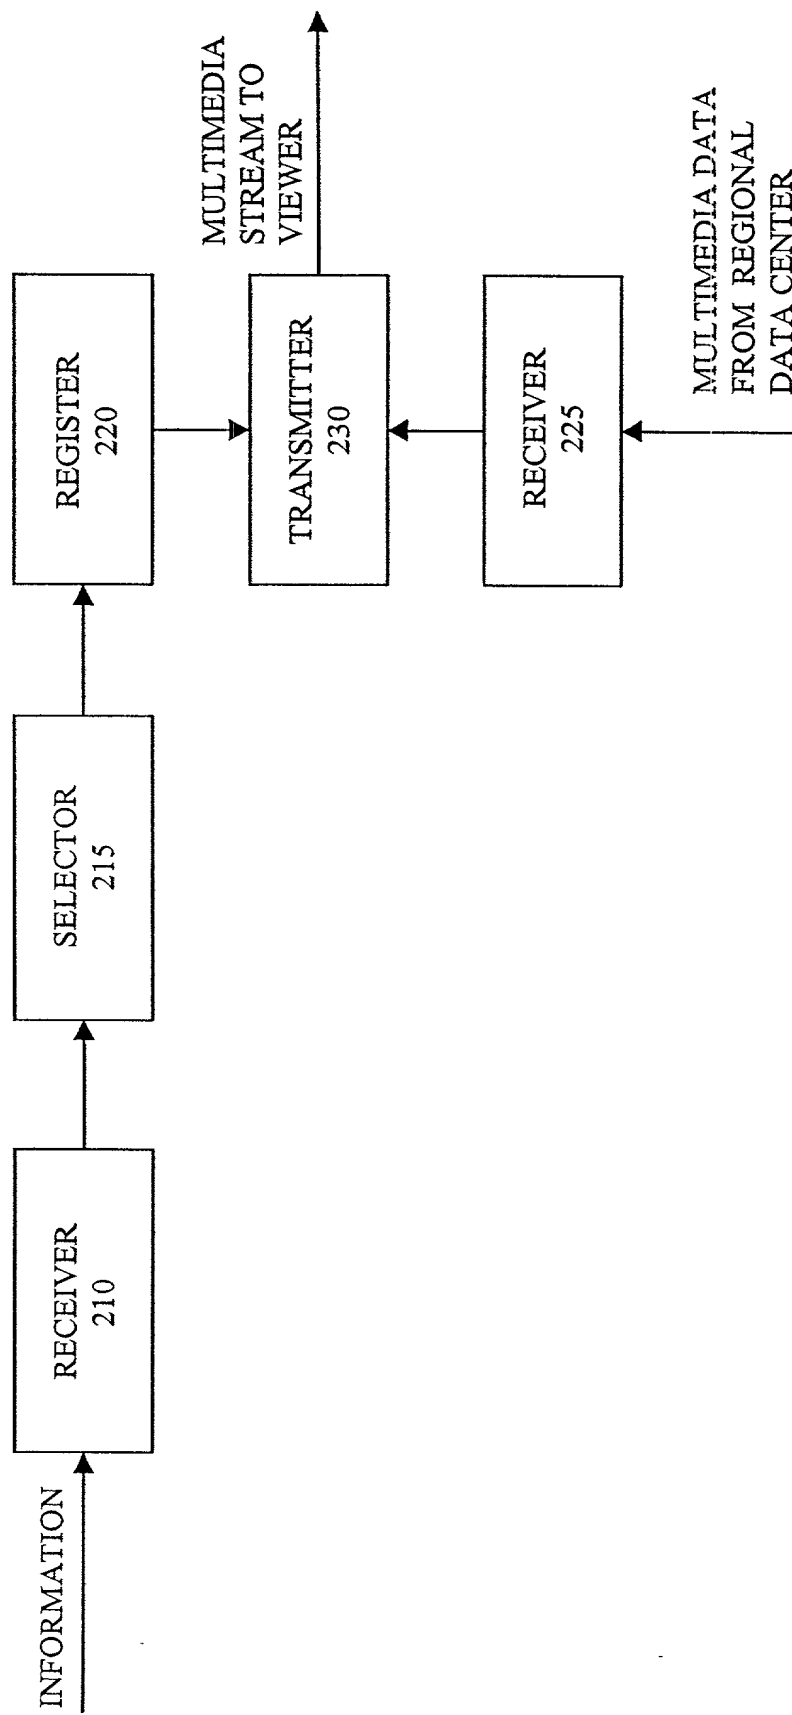 INFORMATION
RECEIVER
210
SELECTOR
215
REGISTER
220
MULTIMEDIA
STREAM TO
VIEWER
TRANSMITTER
230
RECEIVER
225
MULTIMEDIA DATA
FROM REGIONAL
DATA CENTER